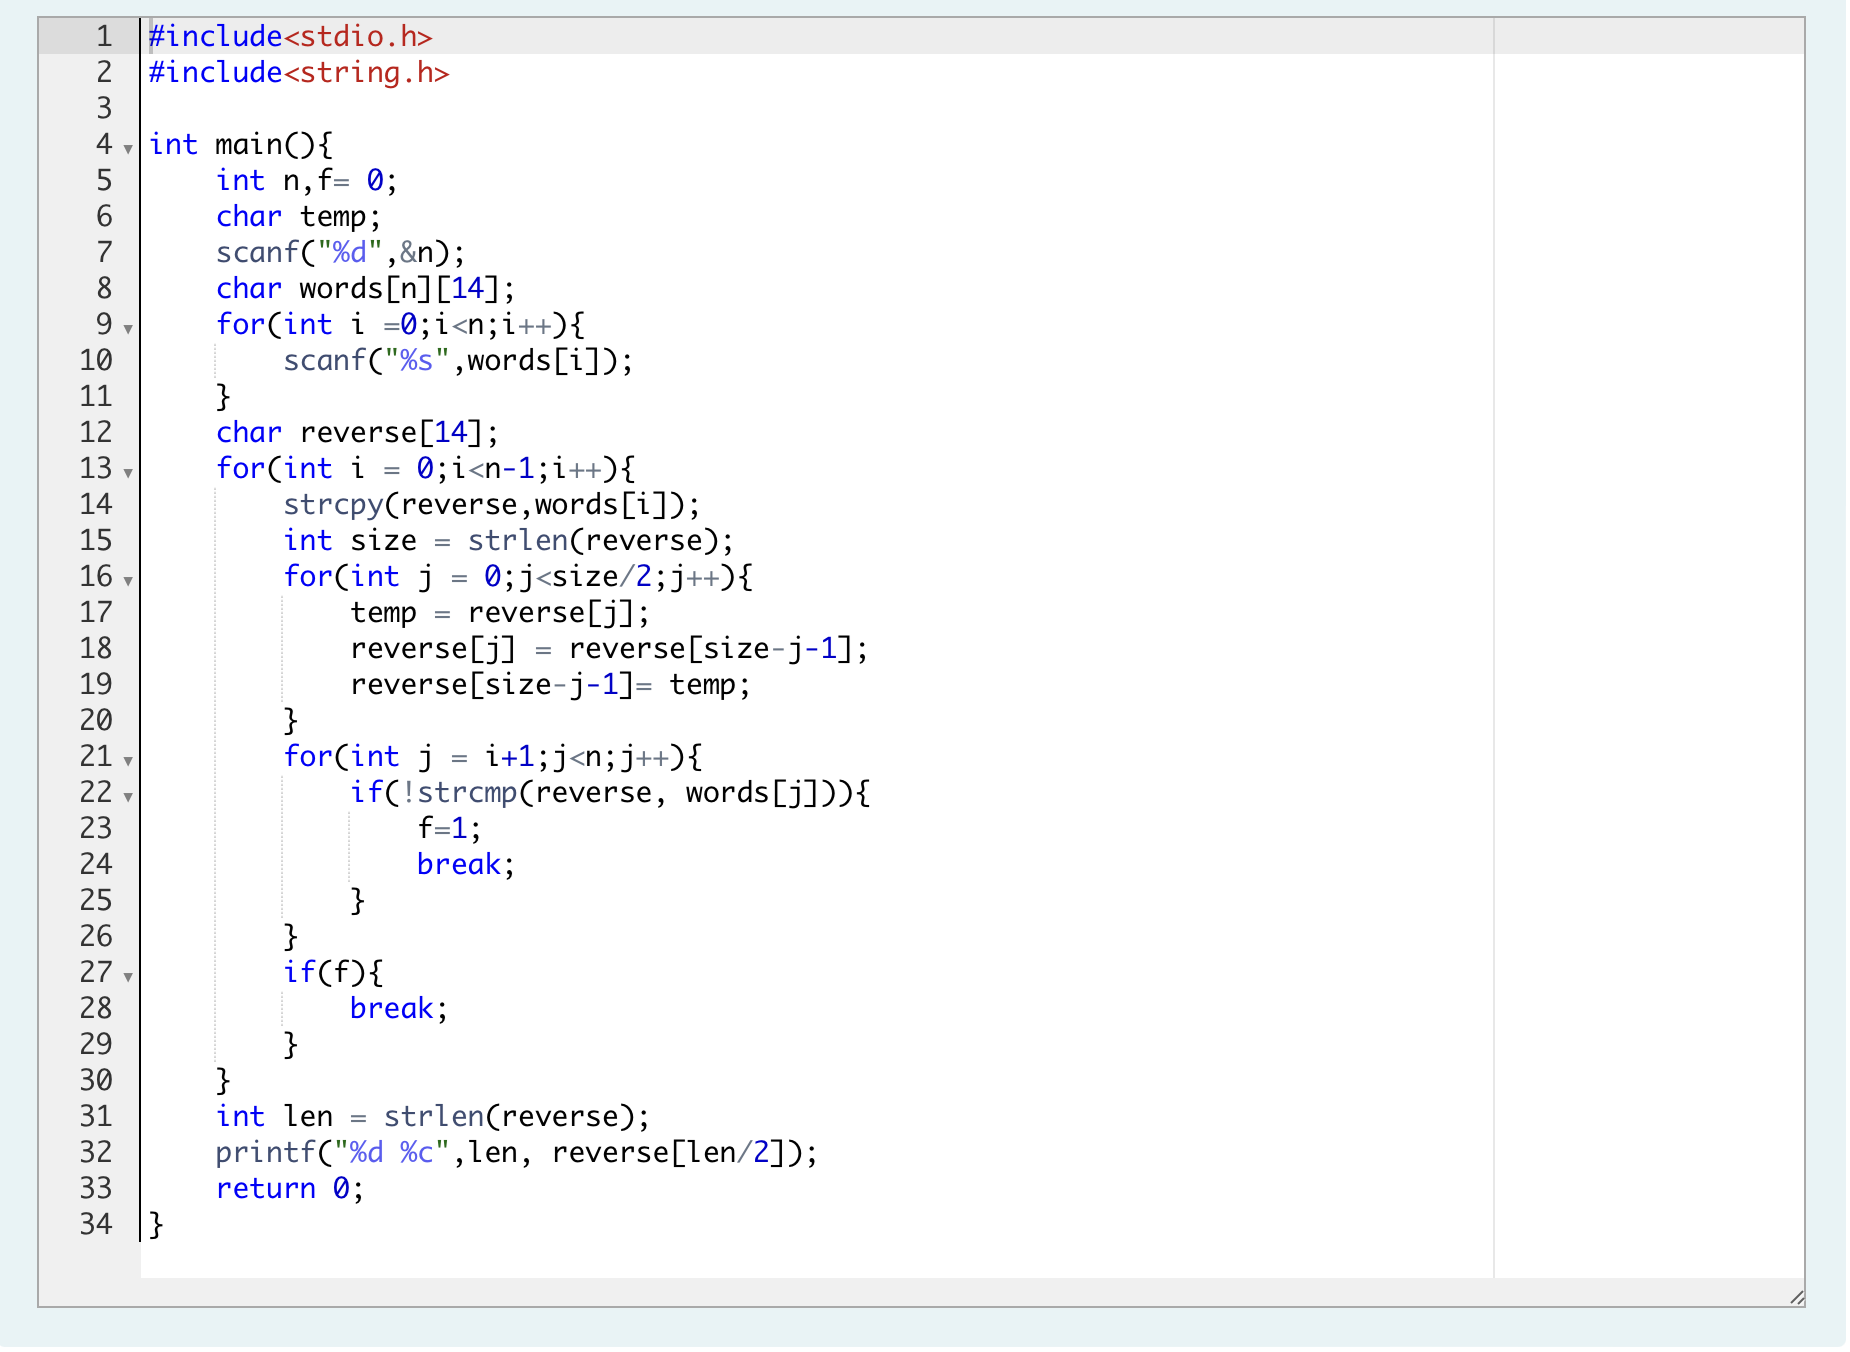 1 #include<stdio.h>
2 #include<string.h>
3
4 int main(){
5     int n,f= 0;
6     char temp;
7     scanf("%d",&n);
8     char words[n][14];
9     for(int i =0;i<n;i++){
10         scanf("%s",words[i]);
11     }
12     char reverse[14];
13     for(int i = 0;i<n-1;i++){
14         strcpy(reverse,words[i]);
15         int size = strlen(reverse);
16         for(int j = 0;j<size/2;j++){
17             temp = reverse[j];
18             reverse[j] = reverse[size-j-1];
19             reverse[size-j-1]= temp;
20         }
21         for(int j = i+1;j<n;j++){
22             if(!strcmp(reverse, words[j])){
23                 f=1;
24                 break;
25             }
26         }
27         if(f){
28             break;
29         }
30     }
31     int len = strlen(reverse);
32     printf("%d %c",len, reverse[len/2]);
33     return 0;
34 }